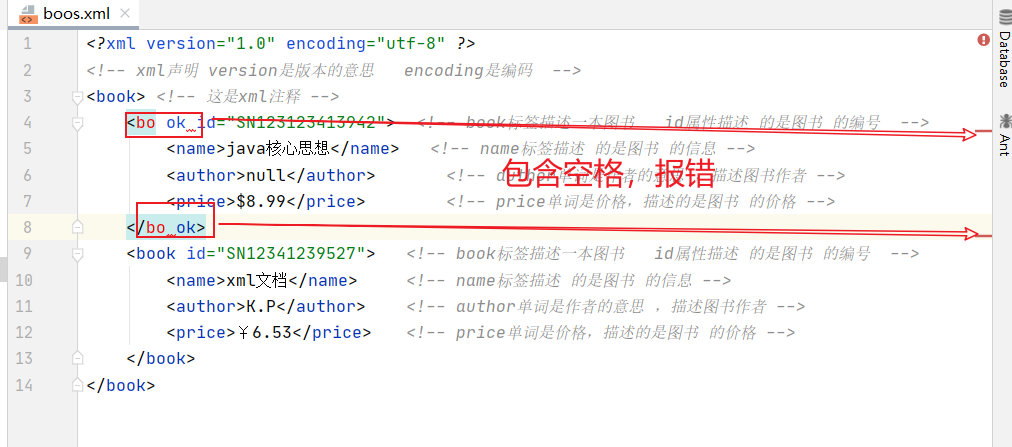 boos.xml
1 <?xml version="1.0" encoding="utf-8" ?>
2 <!-- xml声明 version是版本的意思 encoding是编码 -->
3 <book> <!-- 这是xml注释 -->
4 <bo ok id="SN123123413942"> <!-- book标签描述一本图书 id属性描述 的是图书 的编号 -->
5 <name>java核心思想</name> <!-- name标签描述 的是图书 的信息 -->
包含空格，报错
6 <author>null</author> <!-- author单词是作者的意思 ，描述图书作者 -->
7 <price>$8.99</price> <!-- price单词是价格，描述的是图书 的价格 -->
8 </bo ok>
9 <book id="SN12341239527"> <!-- book标签描述一本图书 id属性描述 的是图书 的编号 -->
10 <name>xml文档</name> <!-- name标签描述 的是图书 的信息 -->
11 <author>K.P</author> <!-- author单词是作者的意思 ，描述图书作者 -->
12 <price>￥6.53</price> <!-- price单词是价格，描述的是图书 的价格 -->
13 </book>
14 </book>
Database
Ant